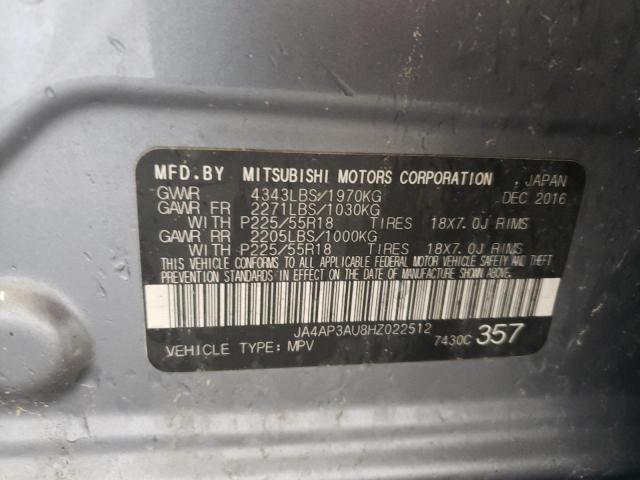 MFD.BY MITSUBISHI MOTORS CORPORATION JAPAN
GWWR 4343LBS/1970KG DEC 2016
GAWR FR 2271LBS/1030KG
WITH P225/55R18 TIRES 18X7.0J RIMS
GAWR RR 2205LBS/1000KG
WITH P225/55R18 TIRES 18X7.0J RIMS
THIS VEHICLE CONFORMS TO ALL APPLICABLE FEDERAL MOTOR VEHICLE SAFETY AND THEFT
PREVENTION STANDARDS IN EFFECT ON THE DATE OF MANUFACTURE SHOWN ABOVE.
JA4AP3AU8HZ022512
VEHICLE TYPE: MPV 7430C 357